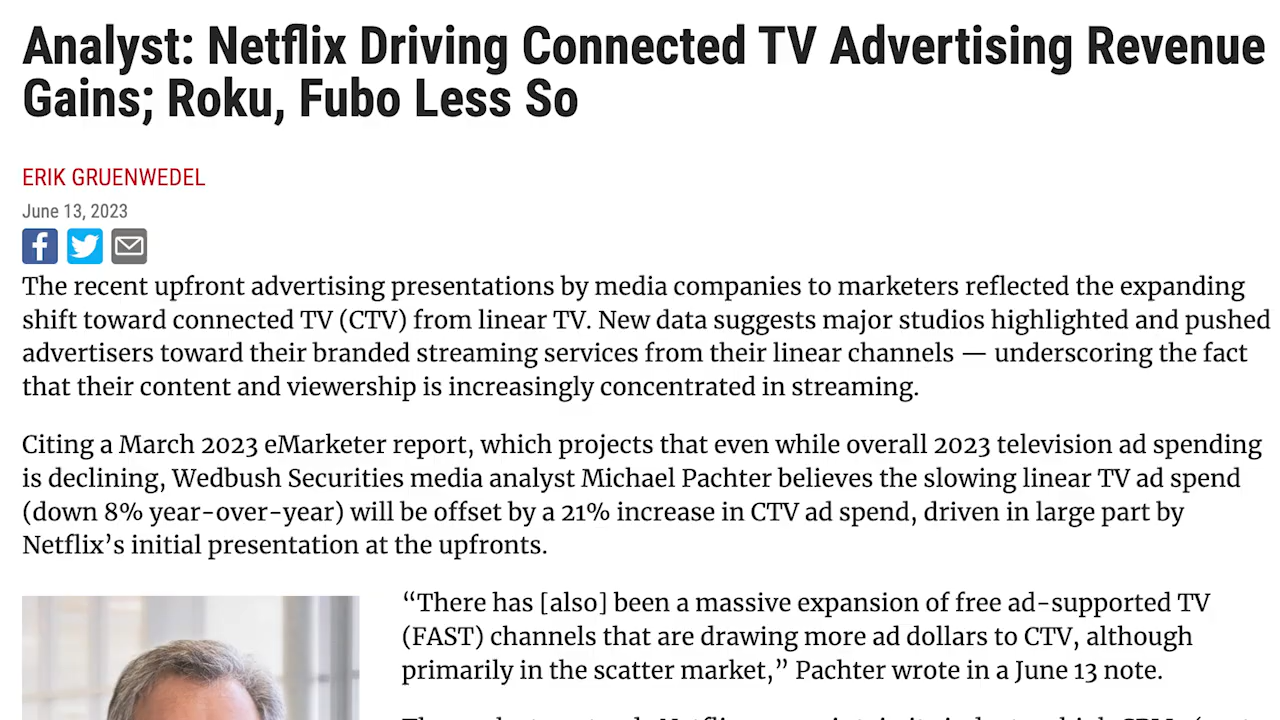 Analyst: Netflix Driving Connected TV Advertising Revenue
Gains; Roku, Fubo Less So
ERIK GRUENWEDEL
June 13, 2023
The recent upfront advertising presentations by media companies to marketers reflected the expanding
shift toward connected TV (CTV) from linear TV. New data suggests major studios highlighted and pushed
advertisers toward their branded streaming services from their linear channels — underscoring the fact
that their content and viewership is increasingly concentrated in streaming.
Citing a March 2023 eMarketer report, which projects that even while overall 2023 television ad spending
is declining, Wedbush Securities media analyst Michael Pachter believes the slowing linear TV ad spend
(down 8% year-over-year) will be offset by a 21% increase in CTV ad spend, driven in large part by
Netflix’s initial presentation at the upfronts.
“There has [also] been a massive expansion of free ad-supported TV
(FAST) channels that are drawing more ad dollars to CTV, although
primarily in the scatter market,” Pachter wrote in a June 13 note.